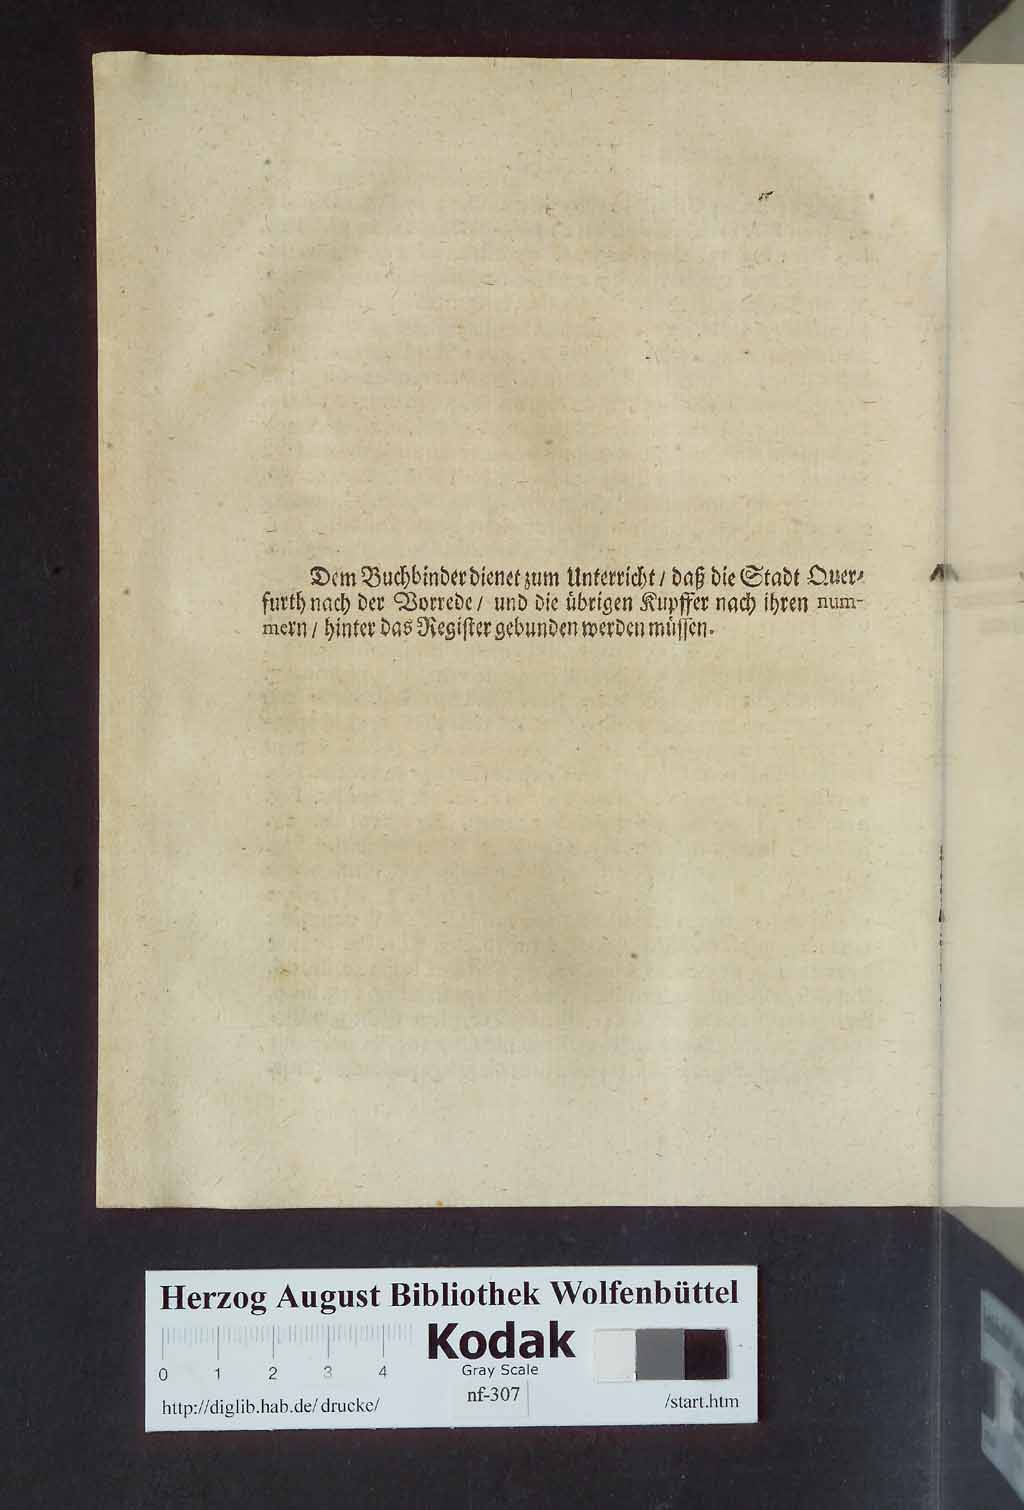 Dem Buchbinder dienet zum Unterricht / daß die Stadt Quer-
furth nach der Vorrede / und die übrigen Kupffer nach ihren num-
mern / hinter das Register gebunden werden müssen.
Herzog August Bibliothek Wolfenbüttel
Kodak
0 1 2 3 4
Gray Scale
nf-307
http://diglib.hab.de/drucke/ /start.htm